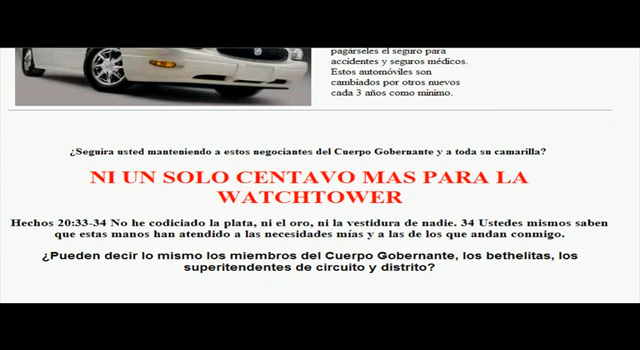 pagárseles el seguro para
accidentes y seguros médicos.
Estos automóviles son
cambiados por otros nuevos
cada 3 años como mínimo.
¿Seguira usted manteniendo a estos negociantes del Cuerpo Gobernante y a toda su camarilla?
NI UN SOLO CENTAVO MAS PARA LA
WATCHTOWER
Hechos 20:33-34 No he codiciado la plata, ni el oro, ni la vestidura de nadie. 34 Ustedes mismos saben
que estas manos han atendido a las necesidades mías y a las de los que andan conmigo.
¿Pueden decir lo mismo los miembros del Cuerpo Gobernante, los bethelitas, los
superitendentes de circuito y distrito?